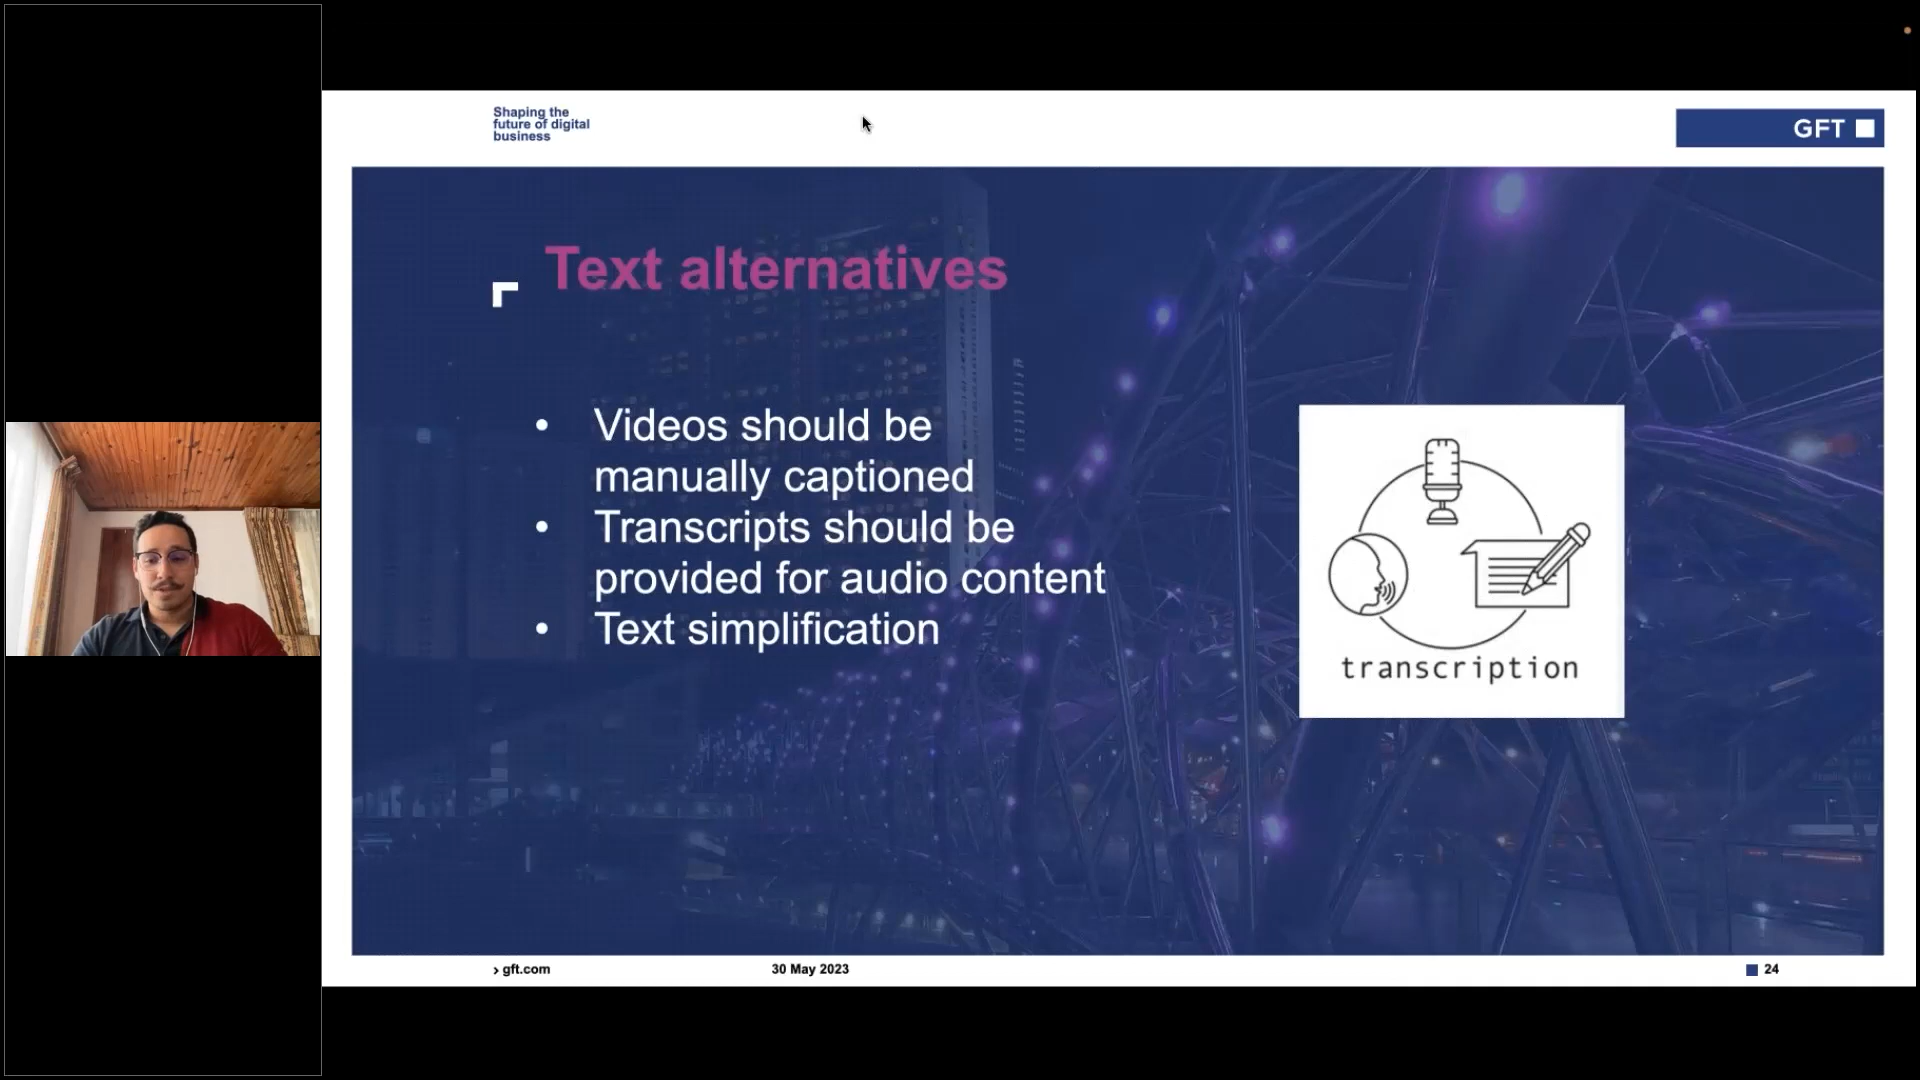 Shaping the
future of digital
business
GFT
Text alternatives
• Videos should be
manually captioned
• Transcripts should be
provided for audio content
• Text simplification
transcription
› gft.com
30 May 2023
24